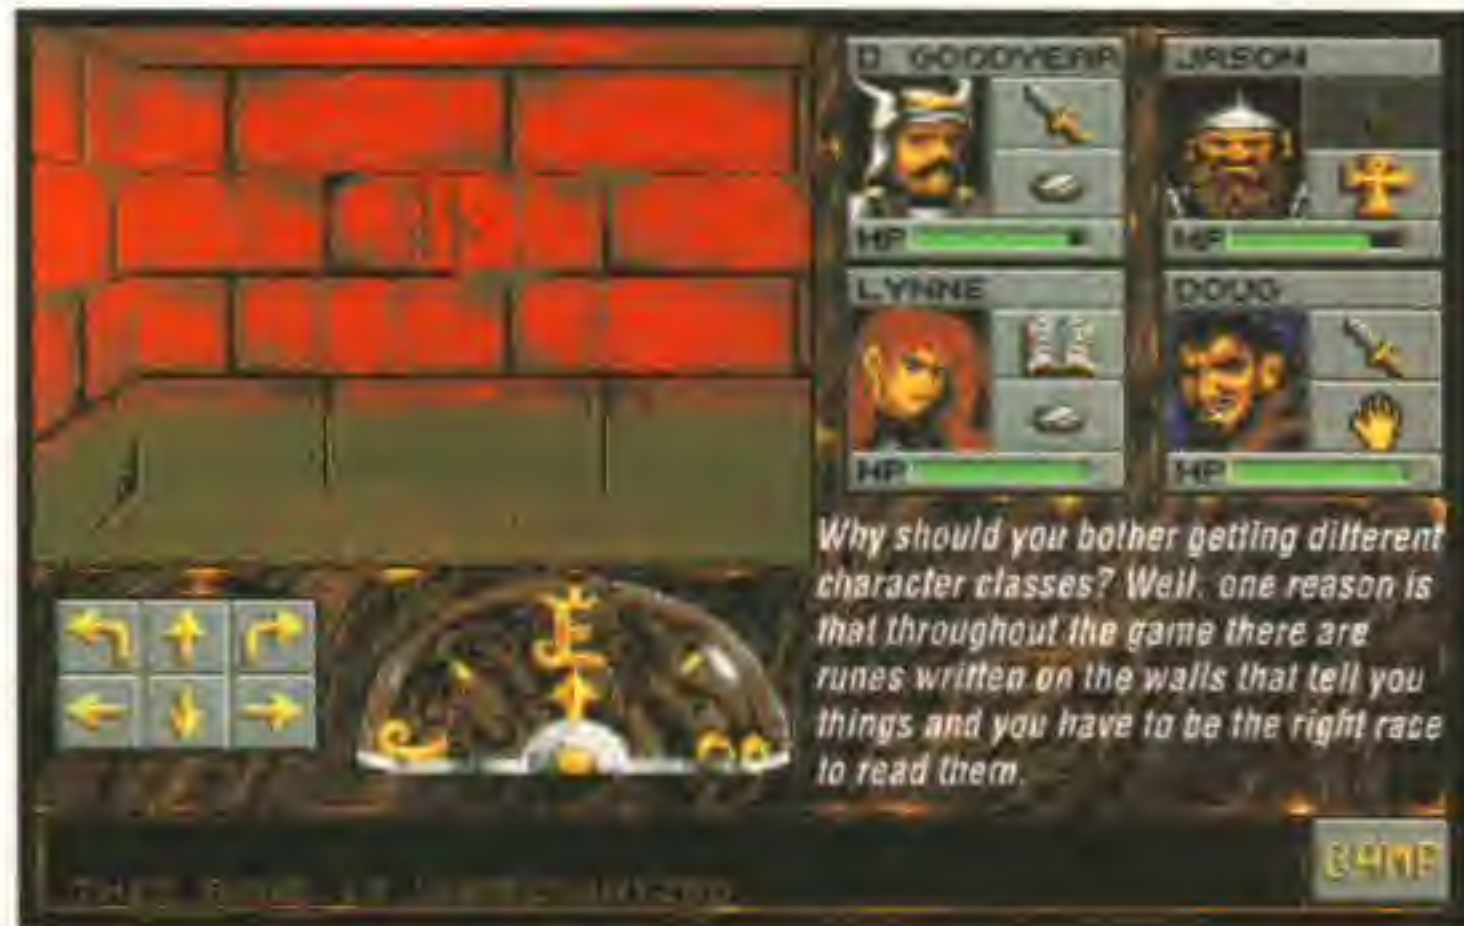 D GOODYEAR
JASON
HP
HP
LYNNE
DOUG
HP
HP
Why should you bother getting different
character classes? Well, one reason is
that throughout the game there are
runes written on the walls that tell you
things and you have to be the right race
to read them.
CAMP